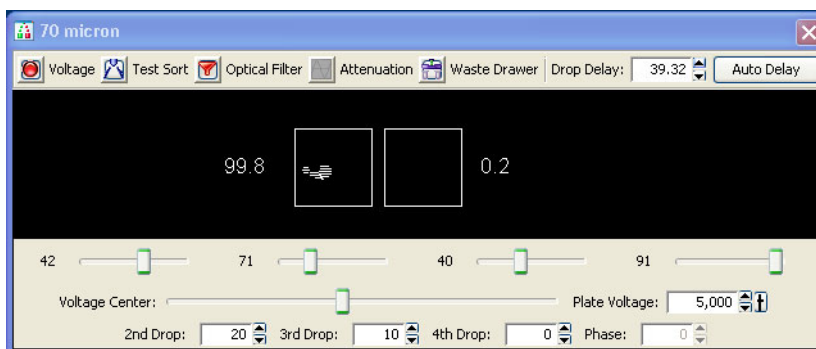 70 micron
Voltage Test Sort Optical Filter Attenuation Waste Drawer Drop Delay: 39.32 Auto Delay
99.8 0.2
42 71 40 91
Voltage Center: Plate Voltage: 5,000
2nd Drop: 20 3rd Drop: 10 4th Drop: 0 Phase: 0